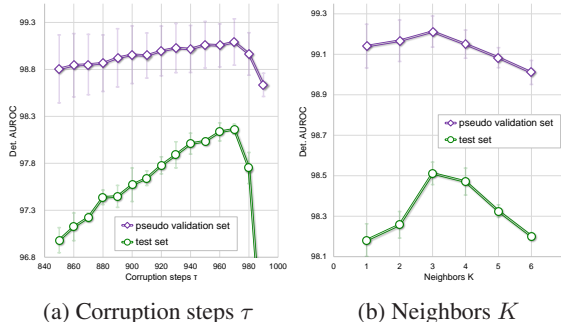 99.3
98.8
98.3
97.8
97.3
96.8
Det. AUROC
pseudo validation set
test set
840 860 880 900 920 940 960 980 1000
Corruption steps τ
(a) Corruption steps τ
99.3
99.1
98.9
98.7
98.5
98.3
98.1
Det. AUROC
pseudo validation set
test set
0 1 2 3 4 5 6 7
Neighbors K
(b) Neighbors K